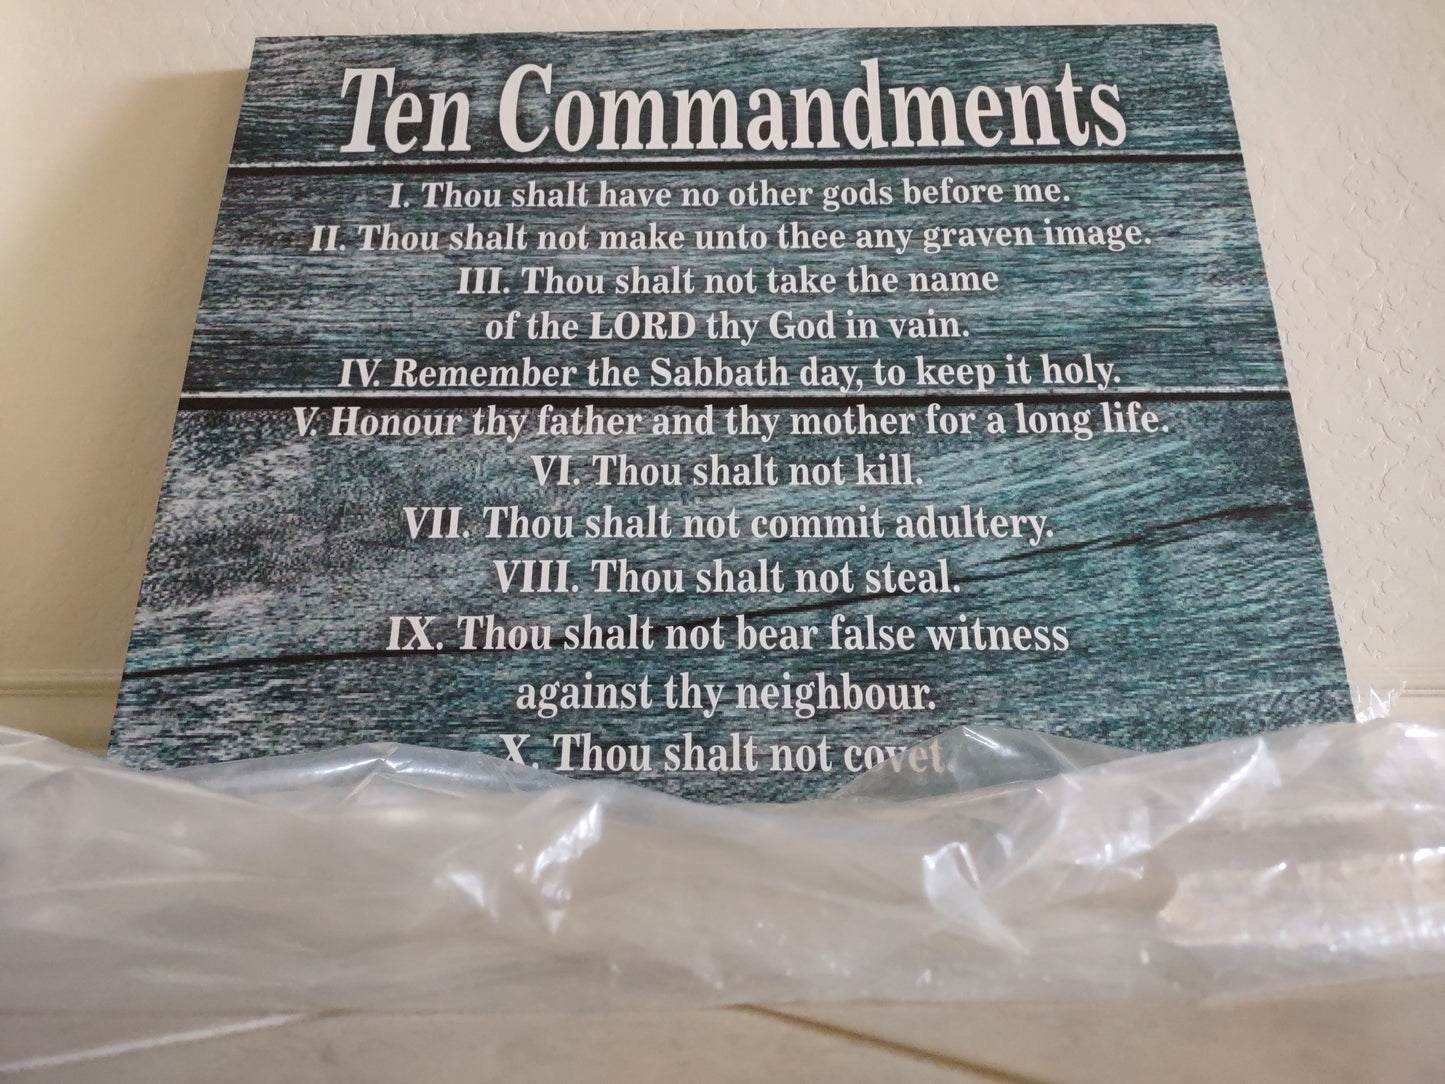 Ten Commandments
I. Thou shalt have no other gods before me.
II. Thou shalt not make unto thee any graven image.
III. Thou shalt not take the name
of the LORD thy God in vain.
IV. Remember the Sabbath day, to keep it holy.
V. Honour thy father and thy mother for a long life.
VI. Thou shalt not kill.
VII. Thou shalt not commit adultery.
VIII. Thou shalt not steal.
IX. Thou shalt not bear false witness
against thy neighbour.
X. Thou shalt not covet.